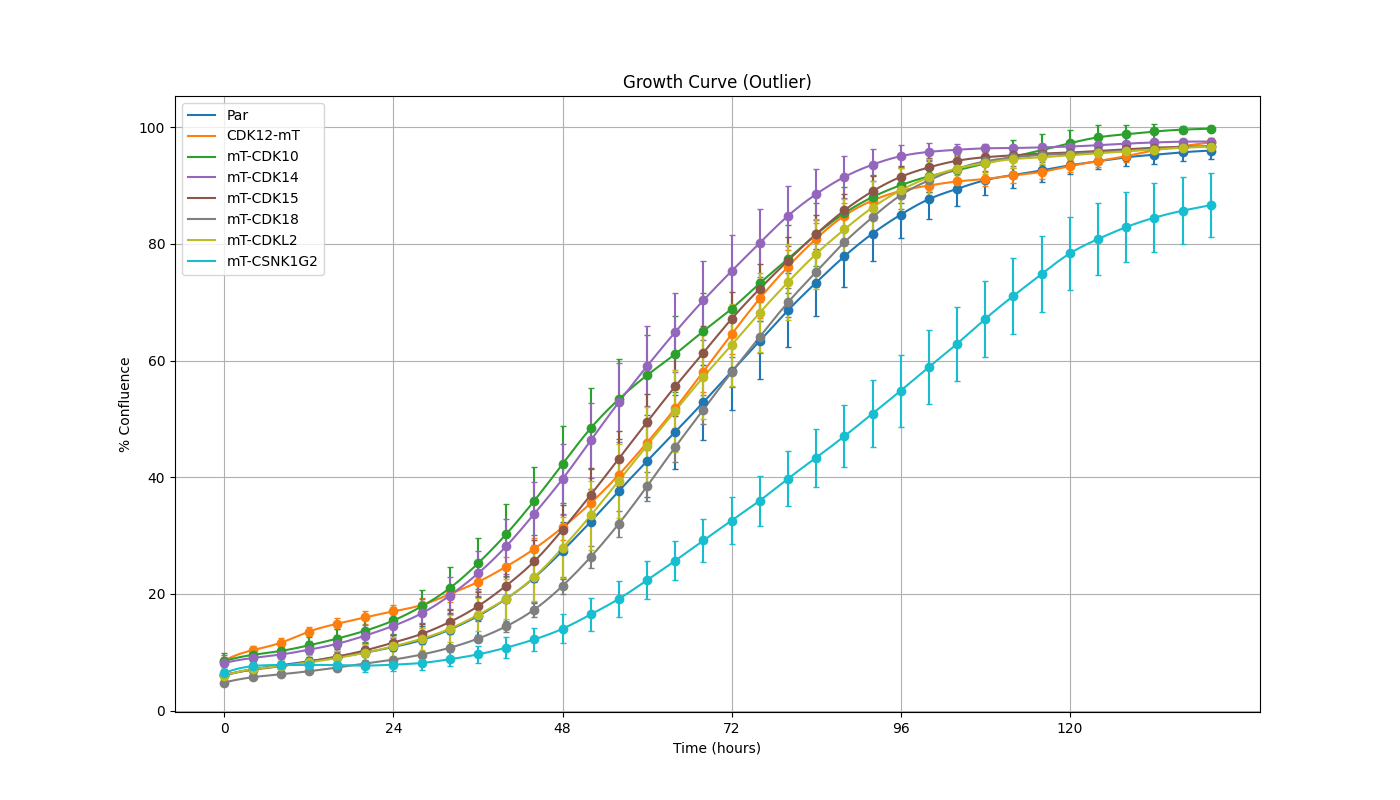 Growth Curve (Outlier)
Par
CDK12-mT
mT-CDK10
mT-CDK14
mT-CDK15
mT-CDK18
mT-CDKL2
mT-CSNK1G2
% Confluence
100
80
60
40
20
0
0 24 48 72 96 120
Time (hours)